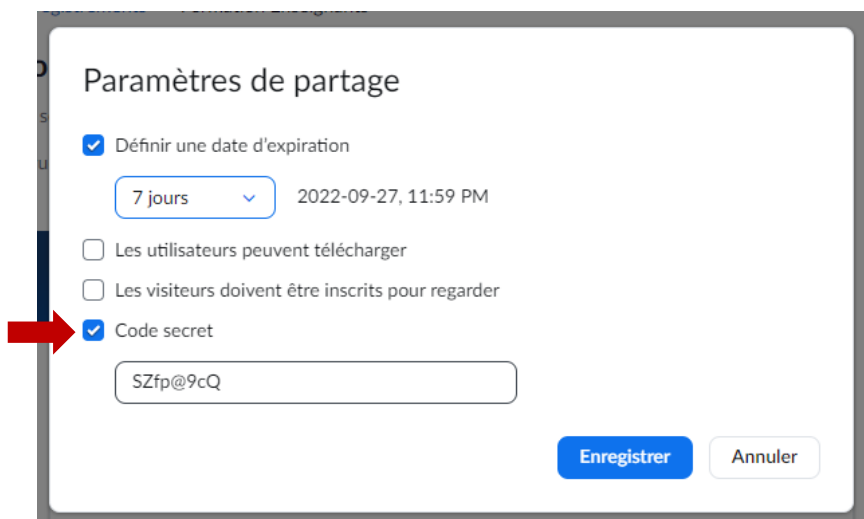 Paramètres de partage
Définir une date d'expiration
7 jours 2022-09-27, 11:59 PM
Les utilisateurs peuvent télécharger
Les visiteurs doivent être inscrits pour regarder
Code secret
SZfp@9cQ
Enregistrer Annuler